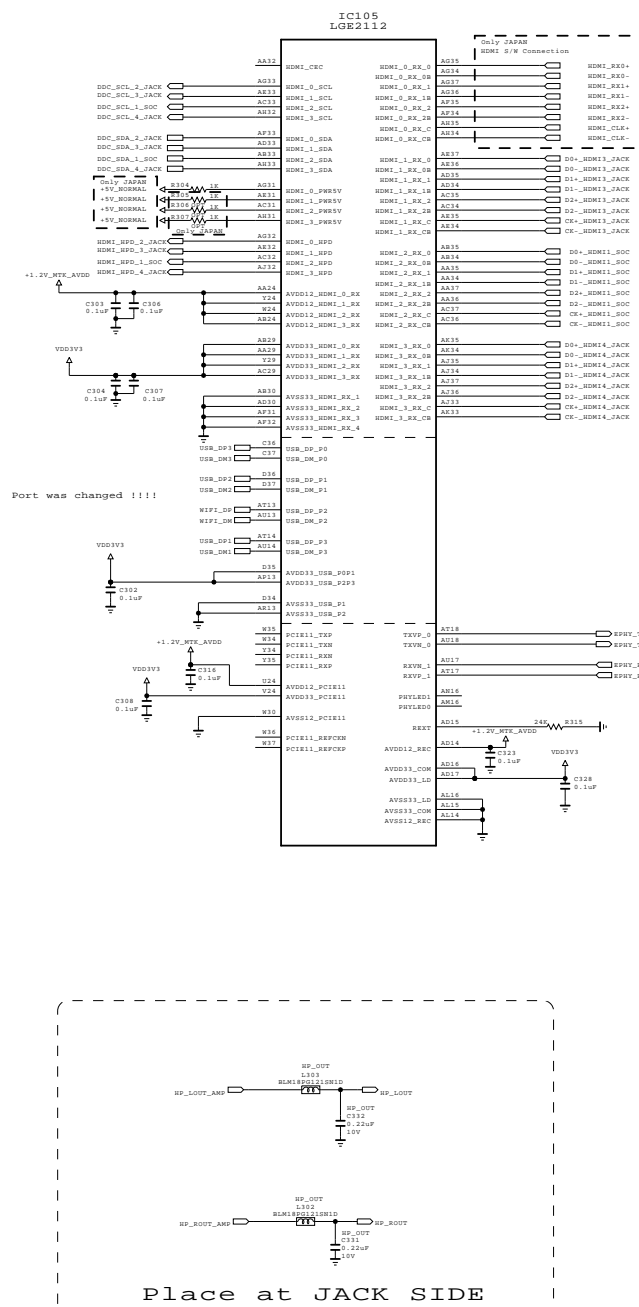 IC105
LGE2112
Only JAPAN
HDMI S/W Connection
AA32 HDMI_CEC
DDC_SCL_2_JACK AG33 HDMI_0_SCL
DDC_SCL_3_JACK AE33 HDMI_1_SCL
DDC_SCL_1_SOC AC33 HDMI_2_SCL
DDC_SCL_4_JACK AH32 HDMI_3_SCL
DDC_SDA_2_JACK AF33 HDMI_0_SDA
DDC_SDA_3_JACK AD33 HDMI_1_SDA
DDC_SDA_1_SOC AB33 HDMI_2_SDA
DDC_SDA_4_JACK AH33 HDMI_3_SDA
Only JAPAN
+5V_NORMAL R304 1K AG31 HDMI_0_PWR5V
+5V_NORMAL R305 1K AE31 HDMI_1_PWR5V
+5V_NORMAL R306 1K AC31 HDMI_2_PWR5V
+5V_NORMAL R307 1K AH31 HDMI_3_PWR5V
OPT
Only JAPAN
HDMI_HPD_2_JACK AG32 HDMI_0_HPD
HDMI_HPD_3_JACK AE32 HDMI_1_HPD
HDMI_HPD_1_SOC AC32 HDMI_2_HPD
HDMI_HPD_4_JACK AJ32 HDMI_3_HPD
+1.2V_MTK_AVDD
C303 0.1uF
C306 0.1uF
AA24 AVDD12_HDMI_0_RX
Y24 AVDD12_HDMI_1_RX
W24 AVDD12_HDMI_2_RX
AB24 AVDD12_HDMI_3_RX
VDD3V3
C304 0.1uF
C307 0.1uF
AB29 AVDD33_HDMI_0_RX
AA29 AVDD33_HDMI_1_RX
Y29 AVDD33_HDMI_2_RX
AC29 AVDD33_HDMI_3_RX
AB30 AVSS33_HDMI_RX_1
AD30 AVSS33_HDMI_RX_2
AF31 AVSS33_HDMI_RX_3
AF32 AVSS33_HDMI_RX_4
USB_DP3 C36 USB_DP_P0
USB_DM3 C37 USB_DM_P0
USB_DP2 D36 USB_DP_P1
USB_DM2 D37 USB_DM_P1
Port was changed !!!!
WIFI_DP AT13 USB_DP_P2
WIFI_DM AU13 USB_DM_P2
USB_DP1 AT14 USB_DP_P3
USB_DM1 AU14 USB_DM_P3
VDD3V3
C302 0.1uF
D35 AVDD33_USB_P0P1
AP13 AVDD33_USB_P2P3
D34 AVSS33_USB_P1
AR13 AVSS33_USB_P2
W35 PCIE11_TXP
W34 PCIE11_TXN
Y34 PCIE11_RXN
Y35 PCIE11_RXP
+1.2V_MTK_AVDD
C316 0.1uF
VDD3V3
C308 0.1uF
U24 AVDD12_PCIE11
V24 AVDD33_PCIE11
W30 AVSS12_PCIE11
W36 PCIE11_REFCKN
W37 PCIE11_REFCKP
HDMI_0_RX_0 AG35 HDMI_RX0+
HDMI_0_RX_0B AG34 HDMI_RX0-
HDMI_0_RX_1 AG37 HDMI_RX1+
HDMI_0_RX_1B AG36 HDMI_RX1-
HDMI_0_RX_2 AF35 HDMI_RX2+
HDMI_0_RX_2B AF34 HDMI_RX2-
HDMI_0_RX_C AH35 HDMI_CLK+
HDMI_0_RX_CB AH34 HDMI_CLK-
HDMI_1_RX_0 AE37 D0+_HDMI3_JACK
HDMI_1_RX_0B AE36 D0-_HDMI3_JACK
HDMI_1_RX_1 AD35 D1+_HDMI3_JACK
HDMI_1_RX_1B AD34 D1-_HDMI3_JACK
HDMI_1_RX_2 AC35 D2+_HDMI3_JACK
HDMI_1_RX_2B AC34 D2-_HDMI3_JACK
HDMI_1_RX_C AE35 CK+_HDMI3_JACK
HDMI_1_RX_CB AE34 CK-_HDMI3_JACK
HDMI_2_RX_0 AB35 D0+_HDMI1_SOC
HDMI_2_RX_0B AB34 D0-_HDMI1_SOC
HDMI_2_RX_1 AA35 D1+_HDMI1_SOC
HDMI_2_RX_1B AA34 D1-_HDMI1_SOC
HDMI_2_RX_2 AA37 D2+_HDMI1_SOC
HDMI_2_RX_2B AA36 D2-_HDMI1_SOC
HDMI_2_RX_C AC37 CK+_HDMI1_SOC
HDMI_2_RX_CB AC36 CK-_HDMI1_SOC
HDMI_3_RX_0 AK35 D0+_HDMI4_JACK
HDMI_3_RX_0B AK34 D0-_HDMI4_JACK
HDMI_3_RX_1 AJ35 D1+_HDMI4_JACK
HDMI_3_RX_1B AJ34 D1-_HDMI4_JACK
HDMI_3_RX_2 AJ37 D2+_HDMI4_JACK
HDMI_3_RX_2B AJ36 D2-_HDMI4_JACK
HDMI_3_RX_C AJ33 CK+_HDMI4_JACK
HDMI_3_RX_CB AK33 CK-_HDMI4_JACK
TXVP_0 AT18
TXVN_0 AU18
RXVN_1 AU17
RXVP_1 AT17
PHYLED1 AN16
PHYLED0 AM16
REXT AD15 24K R315
+1.2V_MTK_AVDD
AVDD12_REC AD14
C323 0.1uF
VDD3V3
AVDD33_COM AD16
AVDD33_LD AD17
C328 0.1uF
AVSS33_LD AL16
AVSS33_COM AL15
AVSS12_REC AL14
HP_OUT
L303
BLM18PG121SN1D
HP_LOUT_AMP HP_LOUT
HP_OUT
C332
0.22uF
10V
HP_OUT
L302
BLM18PG121SN1D
HP_ROUT_AMP HP_ROUT
HP_OUT
C331
0.22uF
10V
Place at JACK SIDE